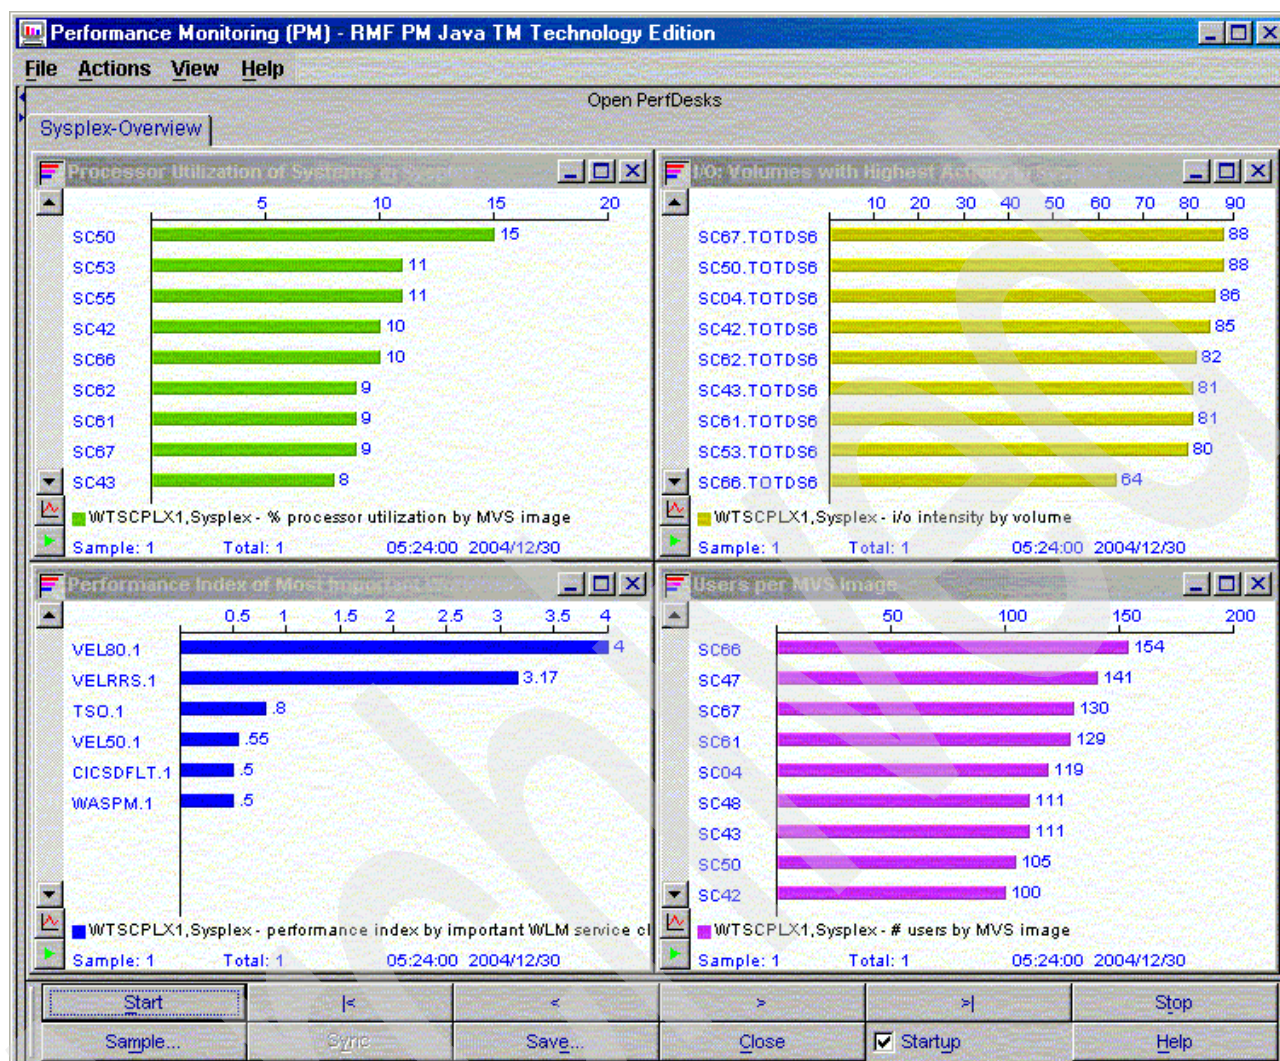 Performance Monitoring (PM) - RMF PM Java TM Technology Edition
File Actions View Help
Open PerfDesks
Sysplex-Overview
Processor Utilization of Systems
5 10 15 20
SC50 15
SC53 11
SC55 11
SC42 10
SC66 10
SC62 9
SC61 9
SC67 9
SC43 8
WTSCPLX1,Sysplex - % processor utilization by MVS image
Sample: 1 Total: 1 05:24:00 2004/12/30
I/O: Volumes with Highest
10 20 30 40 50 60 70 80 90
SC67.TOTDS6 88
SC50.TOTDS6 88
SC04.TOTDS6 86
SC42.TOTDS6 85
SC62.TOTDS6 82
SC43.TOTDS6 81
SC61.TOTDS6 81
SC53.TOTDS6 80
SC66.TOTDS6 64
WTSCPLX1,Sysplex - i/o intensity by volume
Sample: 1 Total: 1 05:24:00 2004/12/30
Performance Index of Most Important
0.5 1 1.5 2 2.5 3 3.5 4
VEL80.1 4
VELRRS.1 3.17
TSO.1 .8
VEL50.1 .55
CICSDFLT.1 .5
WASPM.1 .5
WTSCPLX1,Sysplex - performance index by important WLM service cl
Sample: 1 Total: 1 05:24:00 2004/12/30
Users per MVS Image
50 100 150 200
SC66 154
SC47 141
SC67 130
SC61 129
SC04 119
SC48 111
SC43 111
SC50 105
SC42 100
WTSCPLX1,Sysplex - # users by MVS image
Sample: 1 Total: 1 05:24:00 2004/12/30
Start |< < > >| Stop
Sample... Sync Save... Close Startup Help